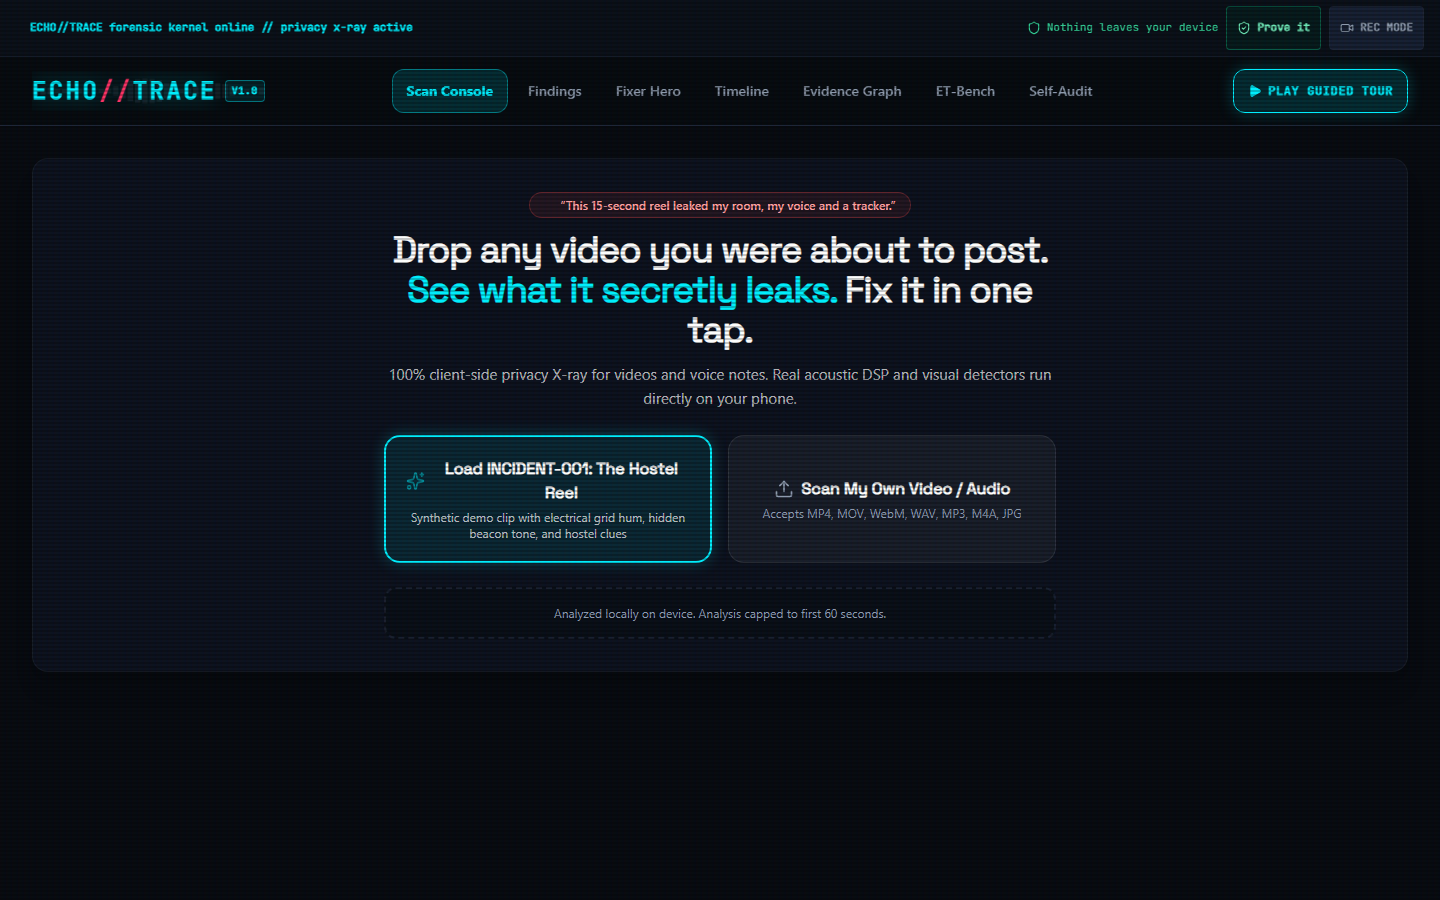 ECHO//TRACE forensic kernel online // privacy x-ray active
Nothing leaves your device
Prove it
REC MODE
ECHO//TRACE
V1.0
Scan Console
Findings
Fixer Hero
Timeline
Evidence Graph
ET-Bench
Self-Audit
PLAY GUIDED TOUR
"This 15-second reel leaked my room, my voice and a tracker."
Drop any video you were about to post.
See what it secretly leaks. Fix it in one
tap.
100% client-side privacy X-ray for videos and voice notes. Real acoustic DSP and visual detectors run
directly on your phone.
Load INCIDENT-001: The Hostel
Reel
Synthetic demo clip with electrical grid hum, hidden
beacon tone, and hostel clues
Scan My Own Video / Audio
Accepts MP4, MOV, WebM, WAV, MP3, M4A, JPG
Analyzed locally on device. Analysis capped to first 60 seconds.